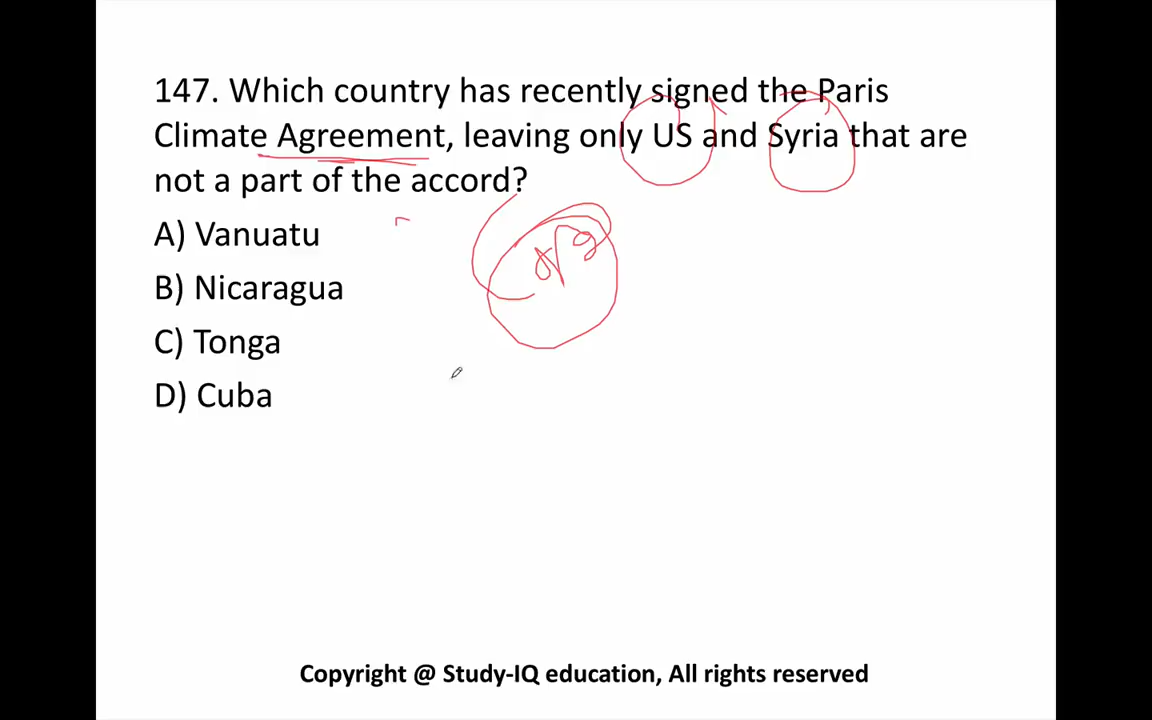 147. Which country has recently signed the Paris
Climate Agreement, leaving only US and Syria that are
not a part of the accord?
A) Vanuatu
B) Nicaragua
C) Tonga
D) Cuba
Copyright @ Study-IQ education, All rights reserved